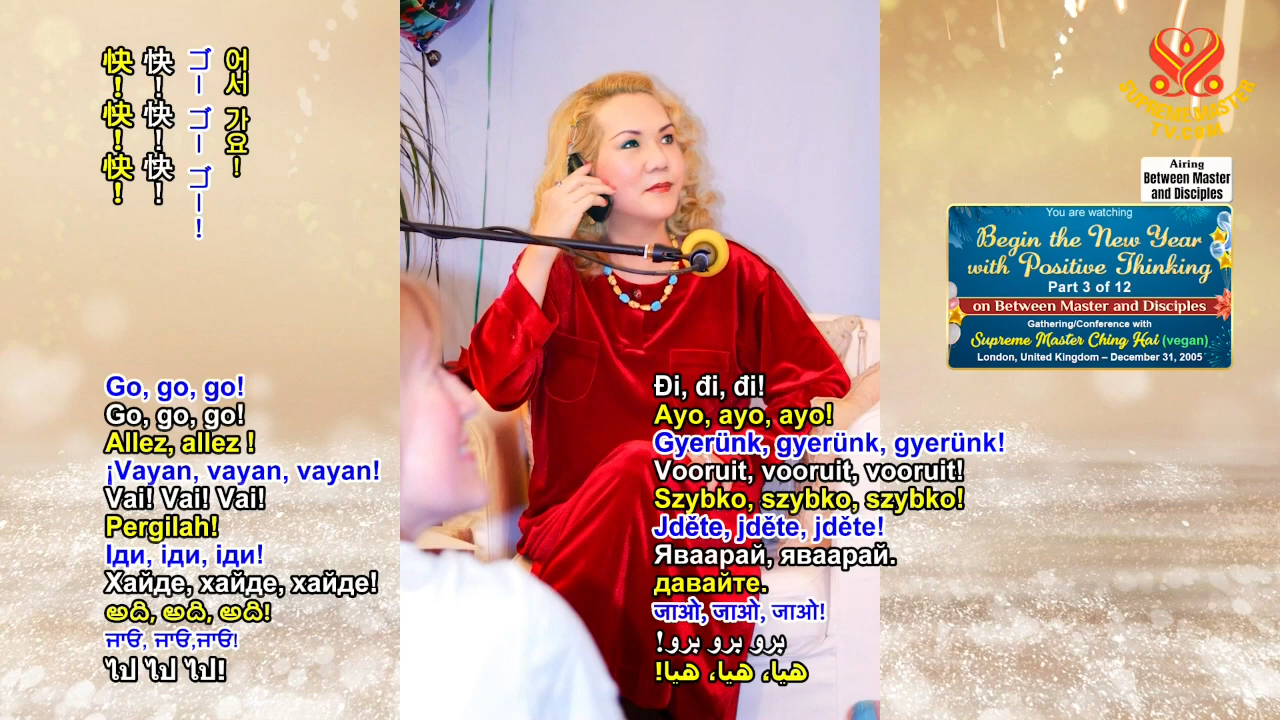 快！快！快！
快！快！快！
ゴー ゴー ゴー！
어서 가요!
Go, go, go!
Go, go, go!
Allez, allez !
¡Vayan, vayan, vayan!
Vai! Vai! Vai!
Pergilah!
Іди, іди, іди!
Хайде, хайде, хайде!
అది, అది, అది!
ਜਾਓ, ਜਾਓ,ਜਾਓ!
ไป ไป ไป!
Đi, đi, đi!
Ayo, ayo, ayo!
Gyerünk, gyerünk, gyerünk!
Vooruit, vooruit, vooruit!
Szybko, szybko, szybko!
Jděte, jděte, jděte!
Яваарай, яваарай.
давайте.
जाओ, जाओ, जाओ!
برو برو برو!
هيا، هيا، هيا!
SUPREME MASTER
TV.COM
Airing
Between Master
and Disciples
You are watching
Begin the New Year
with Positive Thinking
Part 3 of 12
on Between Master and Disciples
Gathering/Conference with
Supreme Master Ching Hai (vegan)
London, United Kingdom – December 31, 2005